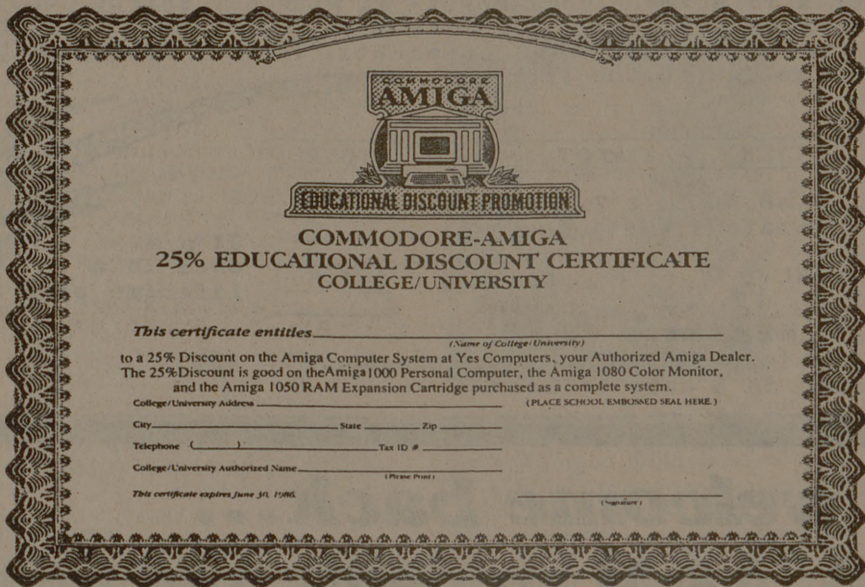 COMMODORE
AMIGA
EDUCATIONAL DISCOUNT PROMOTION
COMMODORE-AMIGA
25% EDUCATIONAL DISCOUNT CERTIFICATE
COLLEGE/UNIVERSITY
This certificate entitles
(Name of College/University)
to a 25% Discount on the Amiga Computer System at Yes Computers, your Authorized Amiga Dealer.
The 25%Discount is good on theAmiga1000 Personal Computer, the Amiga 1080 Color Monitor,
and the Amiga 1050 RAM Expansion Cartridge purchased as a complete system.
College/University Address (PLACE SCHOOL EMBOSSED SEAL HERE.)
City State Zip
Telephone ( ) Tax ID #
College/University Authorized Name
(Please Print)
This certificate expires June 30, 1986.
(Signature)